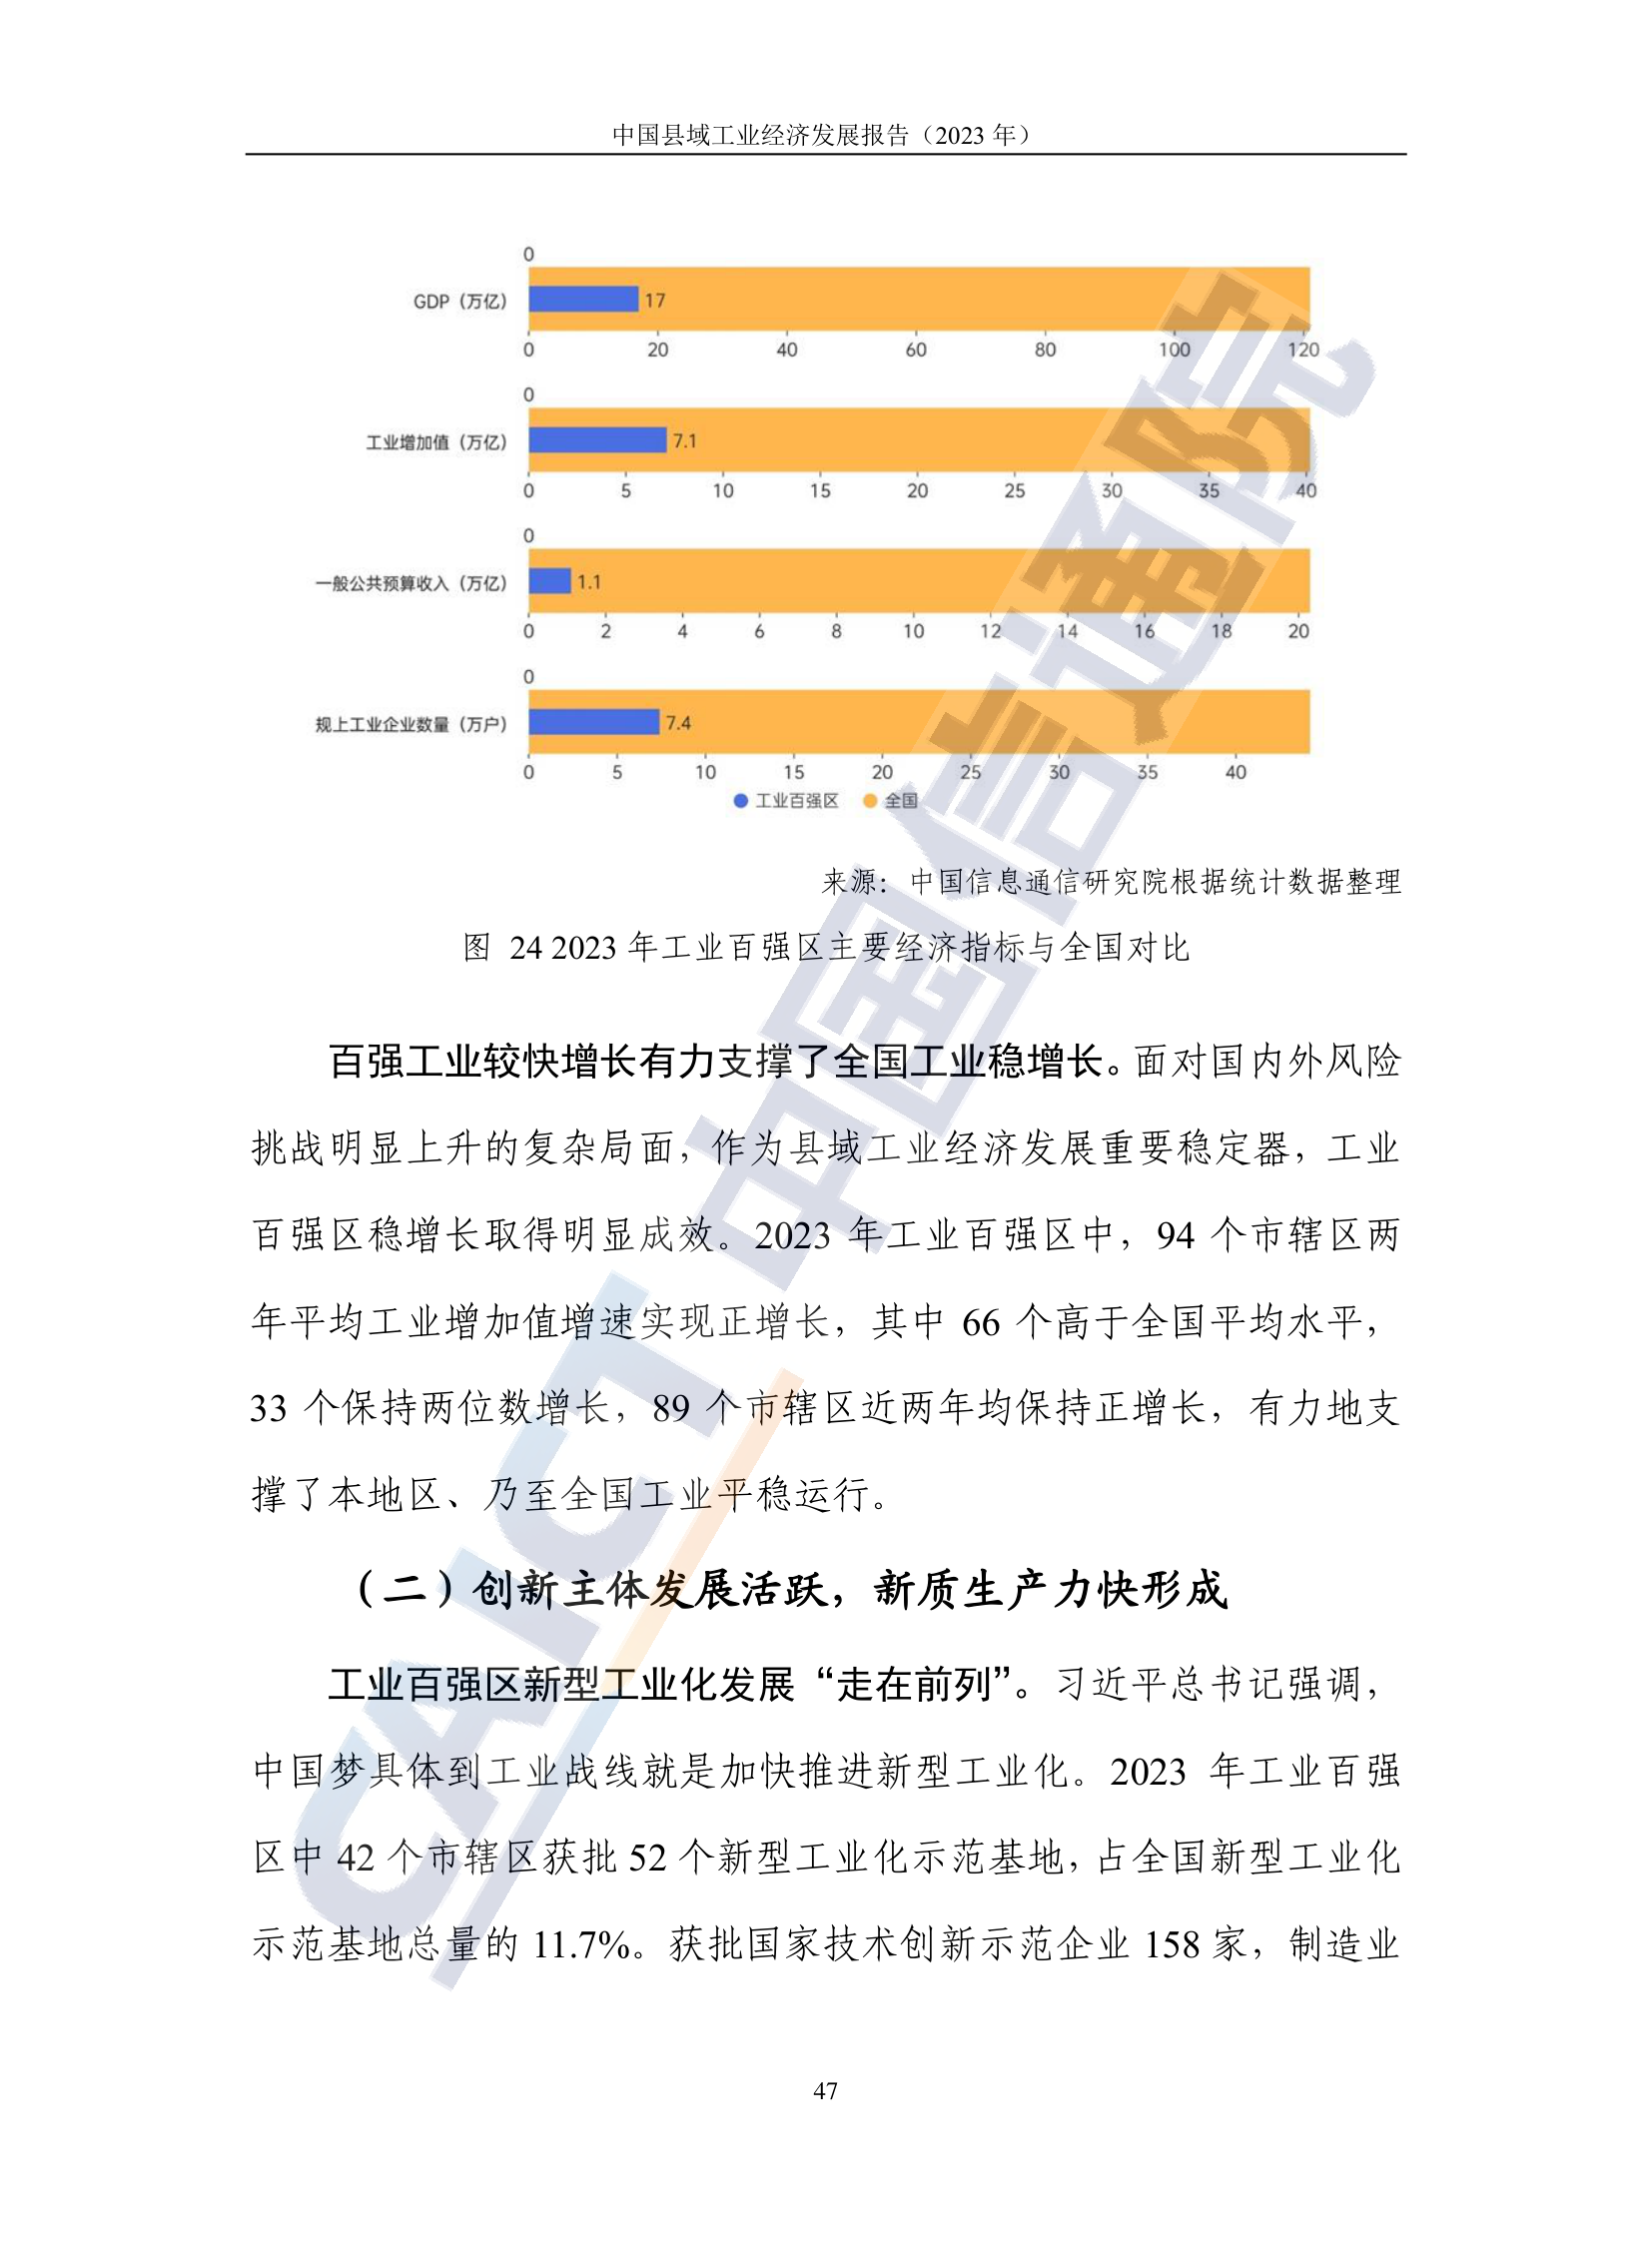 中国县域工业经济发展报告（2023 年）
0
GDP（万亿）
17
0 20 40 60 80 100 120
0
工业增加值（万亿）
7.1
0 5 10 15 20 25 30 35 40
0
一般公共预算收入（万亿）
1.1
0 2 4 6 8 10 12 14 16 18 20
0
规上工业企业数量（万户）
7.4
0 5 10 15 20 25 30 35 40
工业百强区 全国
来源：中国信息通信研究院根据统计数据整理
图 24 2023 年工业百强区主要经济指标与全国对比
百强工业较快增长有力支撑了全国工业稳增长。面对国内外风险
挑战明显上升的复杂局面，作为县域工业经济发展重要稳定器，工业
百强区稳增长取得明显成效。2023 年工业百强区中，94 个市辖区两
年平均工业增加值增速实现正增长，其中 66 个高于全国平均水平，
33 个保持两位数增长，89 个市辖区近两年均保持正增长，有力地支
撑了本地区、乃至全国工业平稳运行。
（二）创新主体发展活跃，新质生产力快形成
工业百强区新型工业化发展“走在前列”。习近平总书记强调，
中国梦具体到工业战线就是加快推进新型工业化。2023 年工业百强
区中 42 个市辖区获批 52 个新型工业化示范基地，占全国新型工业化
示范基地总量的 11.7%。获批国家技术创新示范企业 158 家，制造业
47
CAICT 中国信通院